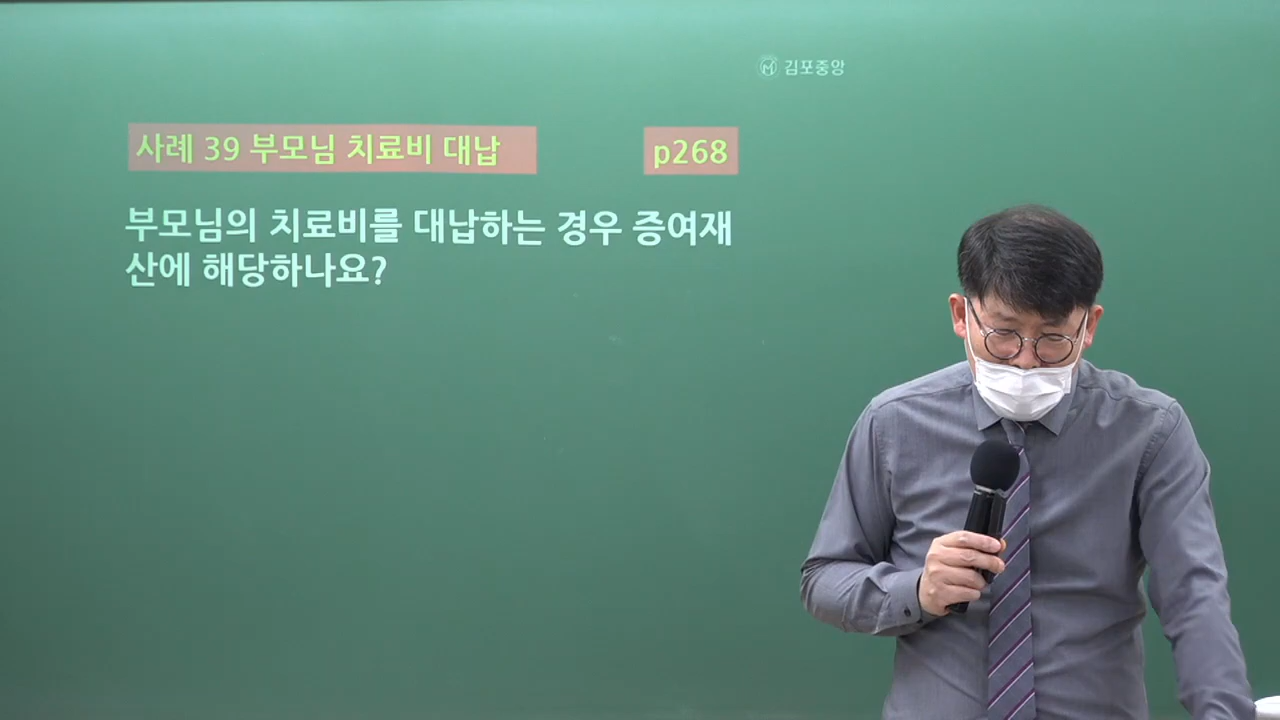 김포중앙
사례 39 부모님 치료비 대납 p268
부모님의 치료비를 대납하는 경우 증여재
산에 해당하나요?